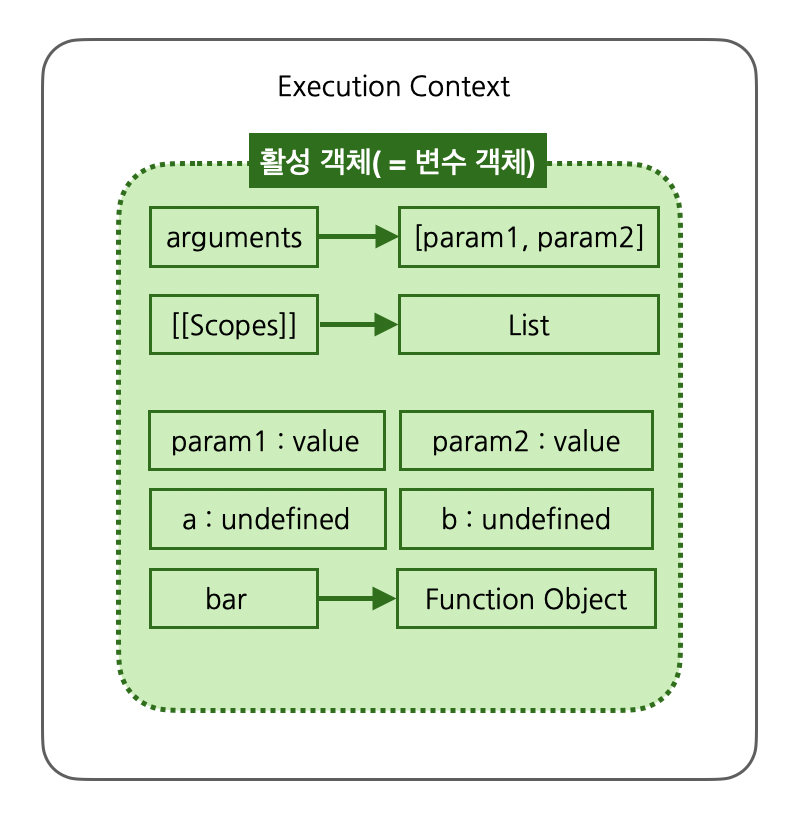 Execution Context
활성 객체( = 변수 객체)
arguments
[param1, param2]
[[Scopes]]
List
param1 : value
param2 : value
a : undefined
b : undefined
bar
Function Object